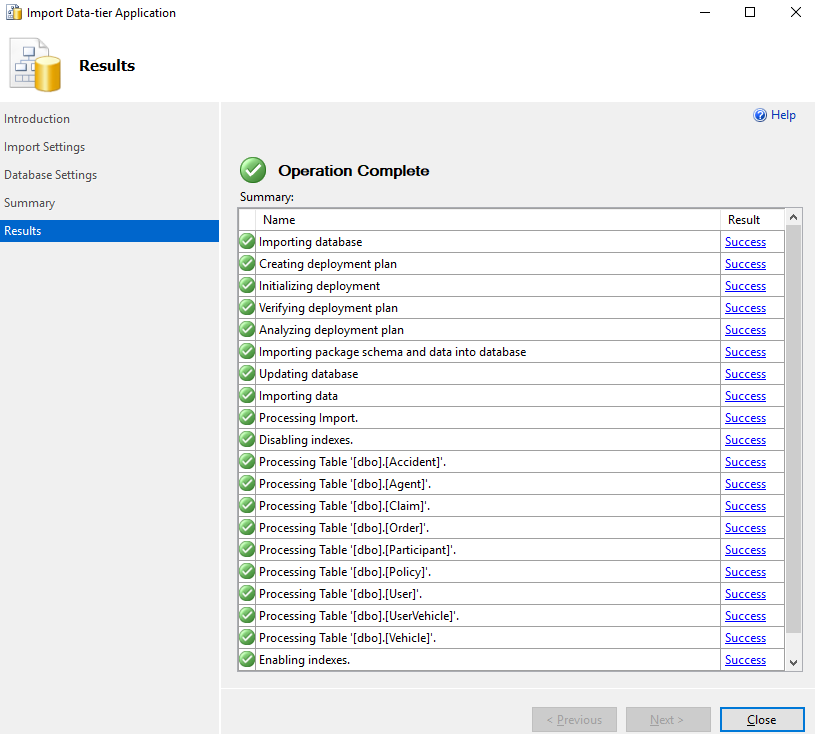 Import Data-tier Application
Results
Introduction
Import Settings
Database Settings
Summary
Results
Help
Operation Complete
Summary:
Name Result
Importing database Success
Creating deployment plan Success
Initializing deployment Success
Verifying deployment plan Success
Analyzing deployment plan Success
Importing package schema and data into database Success
Updating database Success
Importing data Success
Processing Import. Success
Disabling indexes. Success
Processing Table '[dbo].[Accident]'. Success
Processing Table '[dbo].[Agent]'. Success
Processing Table '[dbo].[Claim]'. Success
Processing Table '[dbo].[Order]'. Success
Processing Table '[dbo].[Participant]'. Success
Processing Table '[dbo].[Policy]'. Success
Processing Table '[dbo].[User]'. Success
Processing Table '[dbo].[UserVehicle]'. Success
Processing Table '[dbo].[Vehicle]'. Success
Enabling indexes. Success
< Previous Next > Close